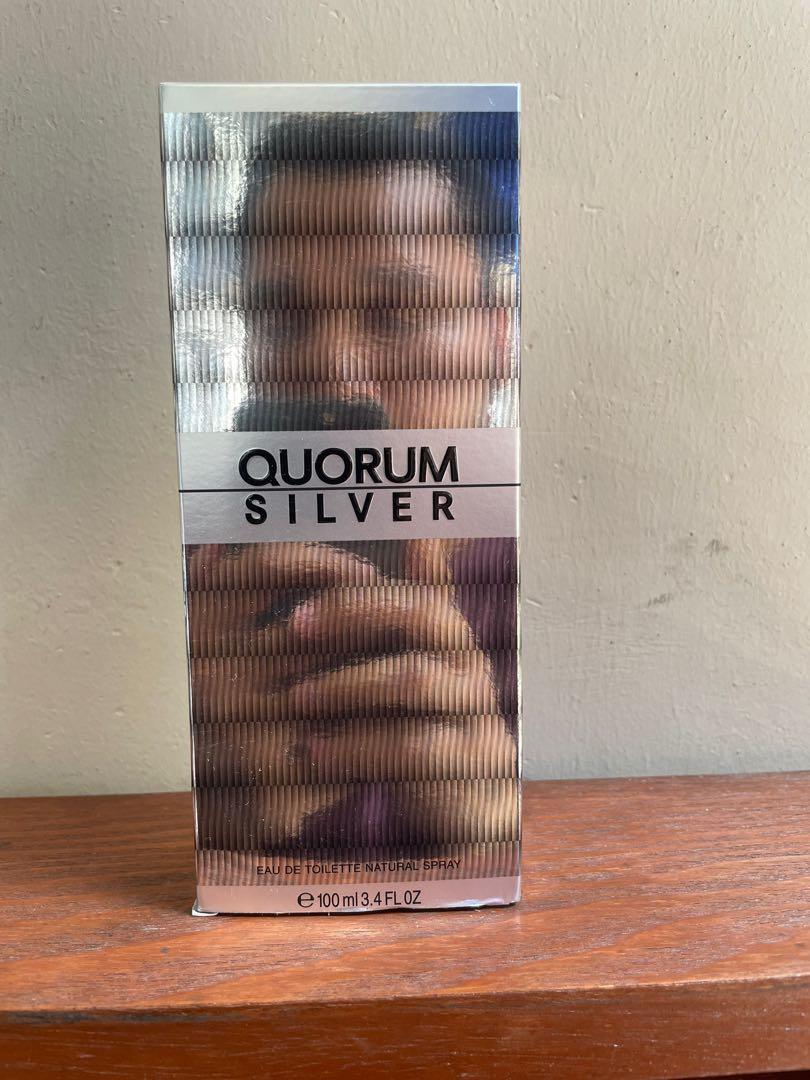 QUORUM
SILVER
EAU DE TOILETTE NATURAL SPRAY
℮ 100 ml 3.4 FL OZ